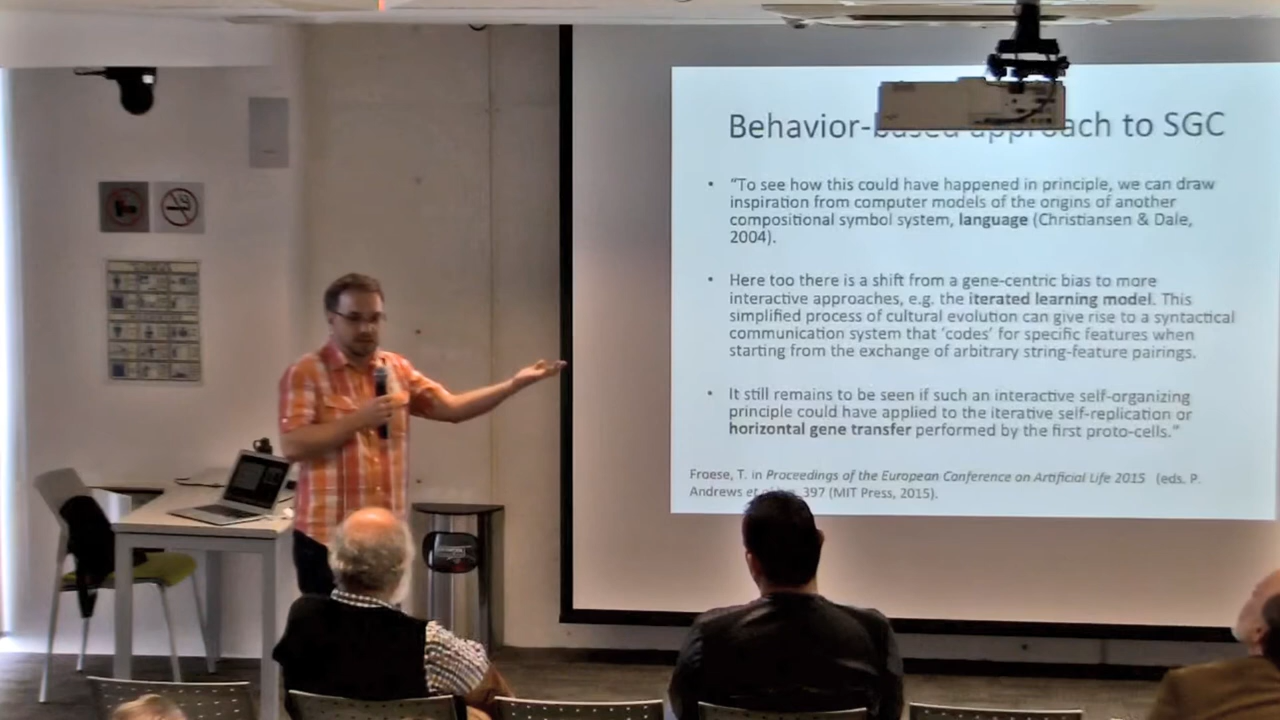 Behavior-based approach to SGC
• “To see how this could have happened in principle, we can draw
inspiration from computer models of the origins of another
compositional symbol system, language (Christiansen & Dale,
2004).
• Here too there is a shift from a gene-centric bias to more
interactive approaches, e.g. the iterated learning model. This
simplified process of cultural evolution can give rise to a syntactical
communication system that ‘codes’ for specific features when
starting from the exchange of arbitrary string-feature pairings.
• It still remains to be seen if such an interactive self-organizing
principle could have applied to the iterative self-replication or
horizontal gene transfer performed by the first proto-cells.”
Froese, T. in Proceedings of the European Conference on Artificial Life 2015 (eds. P.
Andrews et 397 (MIT Press, 2015).